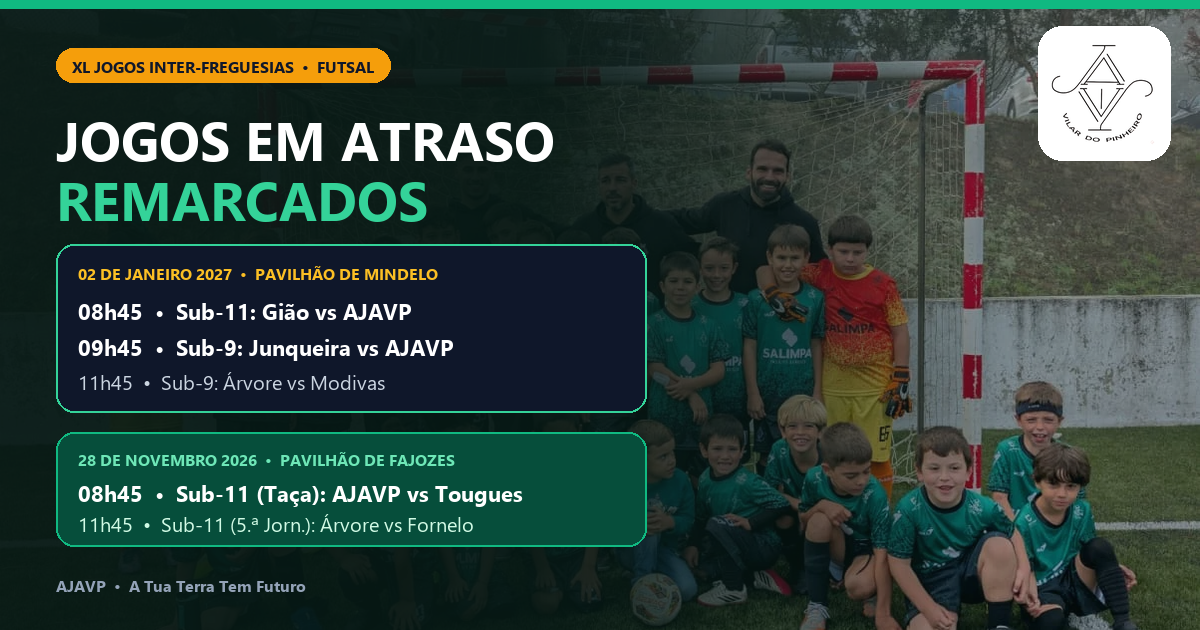 XL JOGOS INTER-FREGUESIAS • FUTSAL
JOGOS EM ATRASO
REMARCADOS
02 DE JANEIRO 2027 • PAVILHÃO DE MINDELO
08h45 • Sub-11: Gião vs AJAVP
09h45 • Sub-9: Junqueira vs AJAVP
11h45 • Sub-9: Árvore vs Modivas
28 DE NOVEMBRO 2026 • PAVILHÃO DE FAJOZES
08h45 • Sub-11 (Taça): AJAVP vs Tougues
11h45 • Sub-11 (5.ª Jorn.): Árvore vs Fornelo
AJAVP • A Tua Terra Tem Futuro
VILAR DO PINHEIRO
SALIMPA
SALIMPA